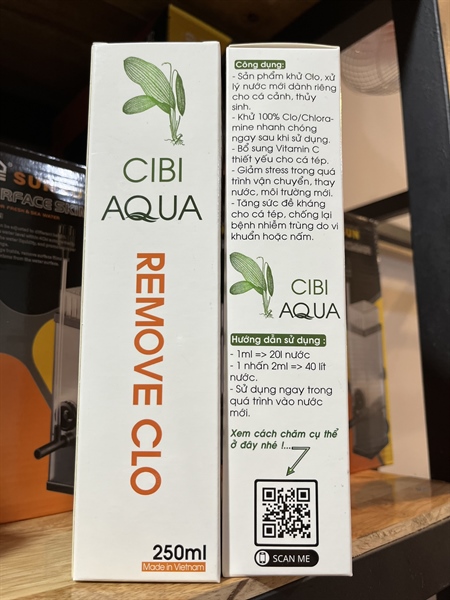 CIBI
AQUA
REMOVE CLO
250ml
Made in Vietnam
Công dụng:
- Sản phẩm khử Clo, xử
lý nước mới dành riêng
cho cá cảnh, thủy
sinh.
- Khử 100% Clo/Chlora-
mine nhanh chóng
ngay sau khi sử dụng.
- Bổ sung Vitamin C
thiết yếu cho cá tép.
- Giảm stress trong quá
trình vận chuyển, thay
nước, môi trường mới.
- Tăng sức đề kháng
cho cá tép, chống lại
bệnh nhiễm trùng do vi
khuẩn hoặc nấm.
CIBI
AQUA
Hướng dẫn sử dụng :
- 1ml => 20l nước
- 1 nhấn 2ml => 40 lít
nước.
- Sử dụng ngay trong
quá trình vào nước
mới.
Xem cách chăm cụ thể
ở đây nhé !....
SCAN ME
SUN